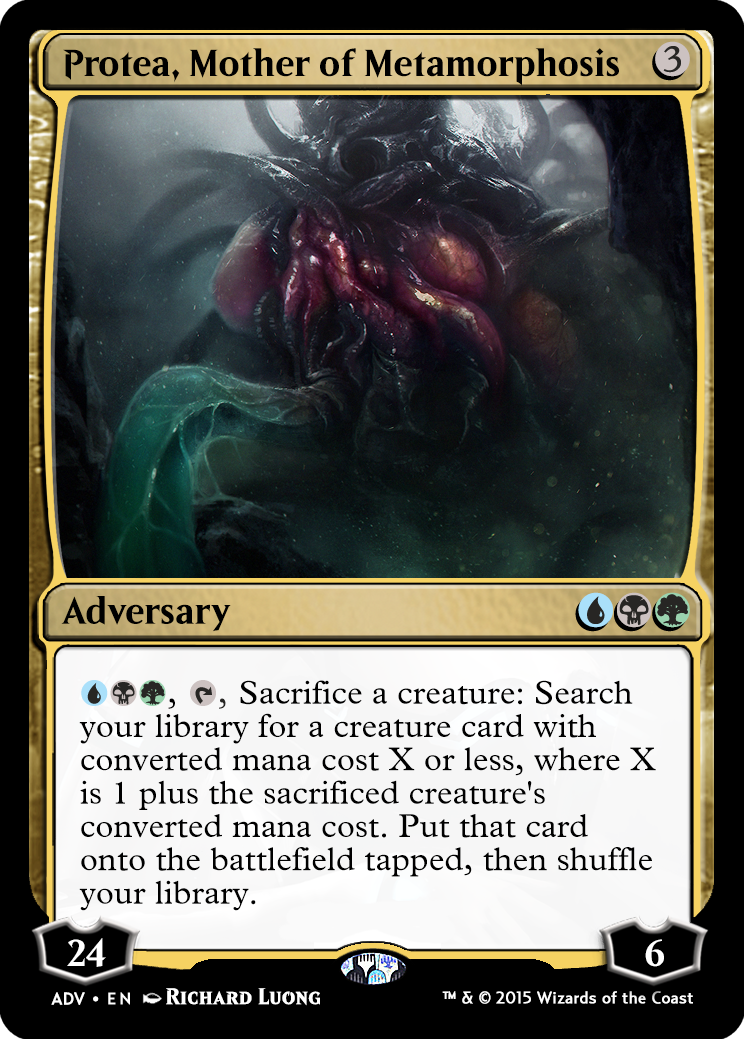 Protea, Mother of Metamorphosis 3
Adversary
, , Sacrifice a creature: Search
your library for a creature card with
converted mana cost X or less, where X
is 1 plus the sacrificed creature's
converted mana cost. Put that card
onto the battlefield tapped, then shuffle
your library.
24
6
ADV • EN RICHARD LUONG
™ & © 2015 Wizards of the Coast